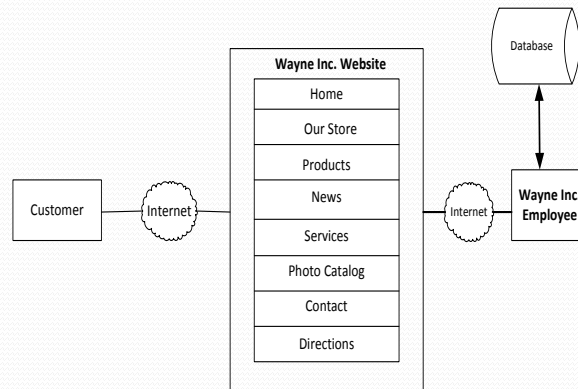 Database
Wayne Inc. Website
Home
Our Store
Products
News
Services
Photo Catalog
Contact
Directions
Customer
Internet
Internet
Wayne Inc.
Employee